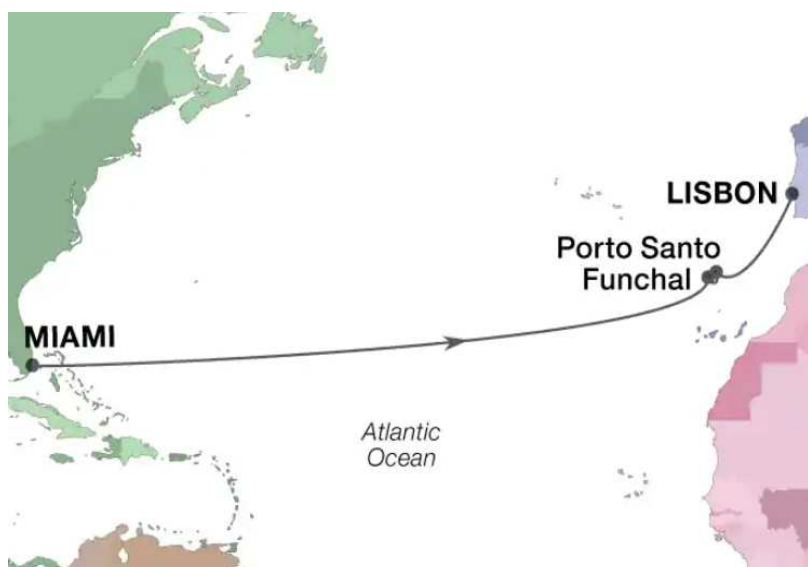 LISBON
Porto Santo
Funchal
MIAMI
Atlantic
Ocean